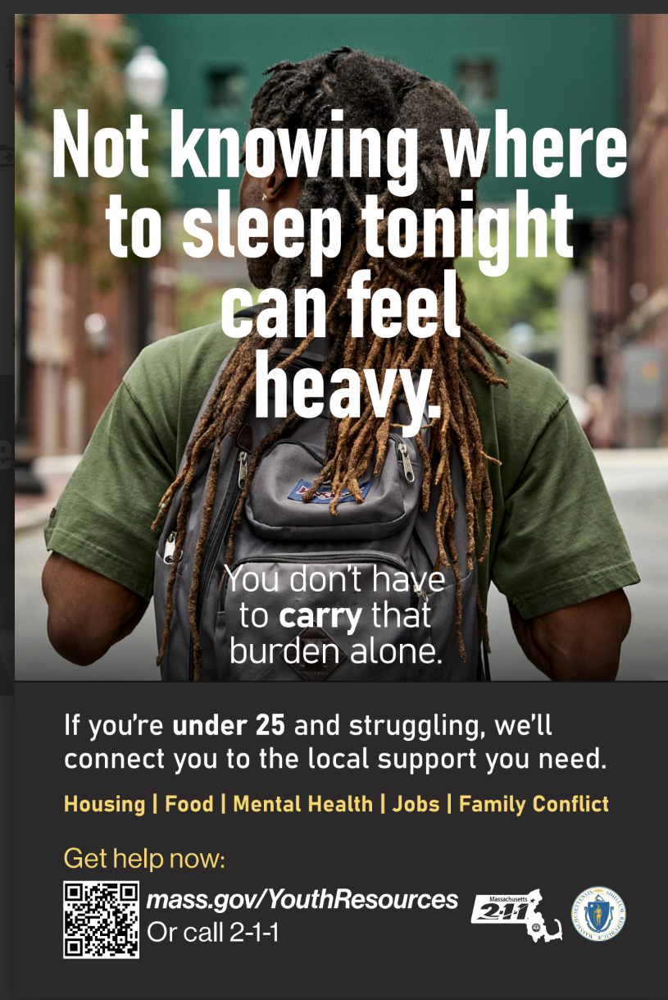 Not knowing where
to sleep tonight
can feel
heavy.
You don't have
to carry that
burden alone.
If you're under 25 and struggling, we'll
connect you to the local support you need.
Housing | Food | Mental Health | Jobs | Family Conflict
Get help now:
mass.gov/YouthResources
Or call 2-1-1
Massachusetts
2-1-1